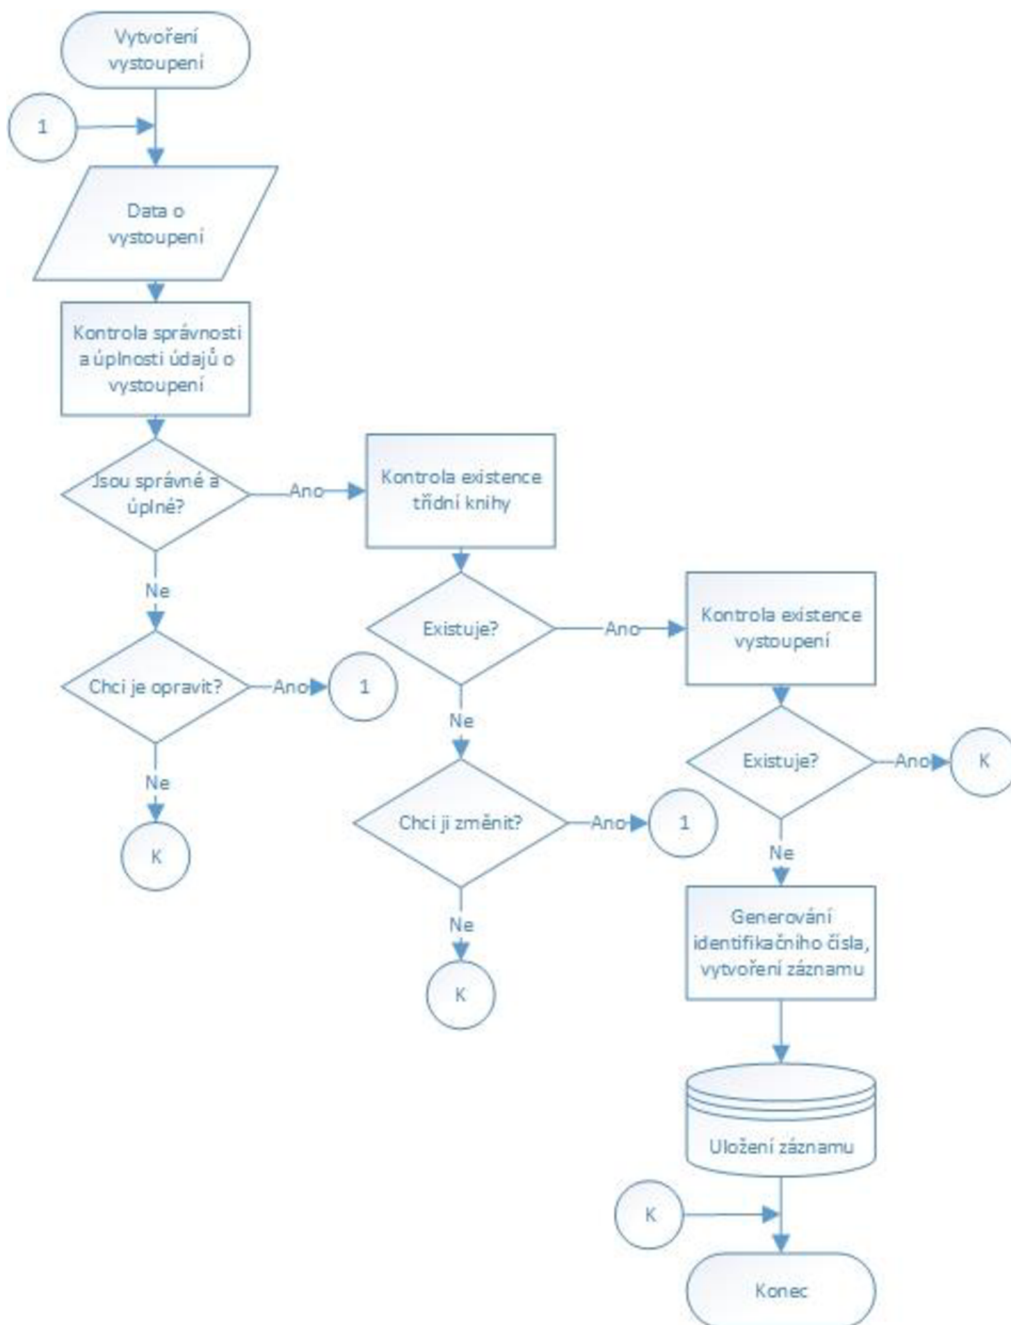 Vytvoření
vystoupení
1
Data o
vystoupení
Kontrola správnosti
a úplnosti údajů o
vystoupení
Jsou správné a
úplné?
Ano
Kontrola existence
třídní knihy
Ne
Existuje?
Ano
Kontrola existence
vystoupení
Chci je opravit?
Ano
1
Ne
Ne
Existuje?
Ano
K
Chci ji změnit?
Ano
1
K
Ne
Ne
Generování
identifikačního čísla,
vytvoření záznamu
K
Uložení záznamu
K
Konec